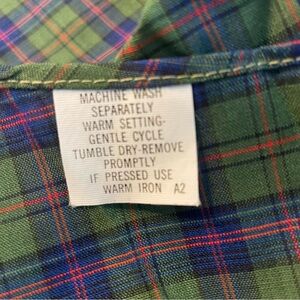 MACHINE WASH
SEPARATELY
WARM SETTING-
GENTLE CYCLE
TUMBLE DRY-REMOVE
PROMPTLY
IF PRESSED USE
WARM IRON A2